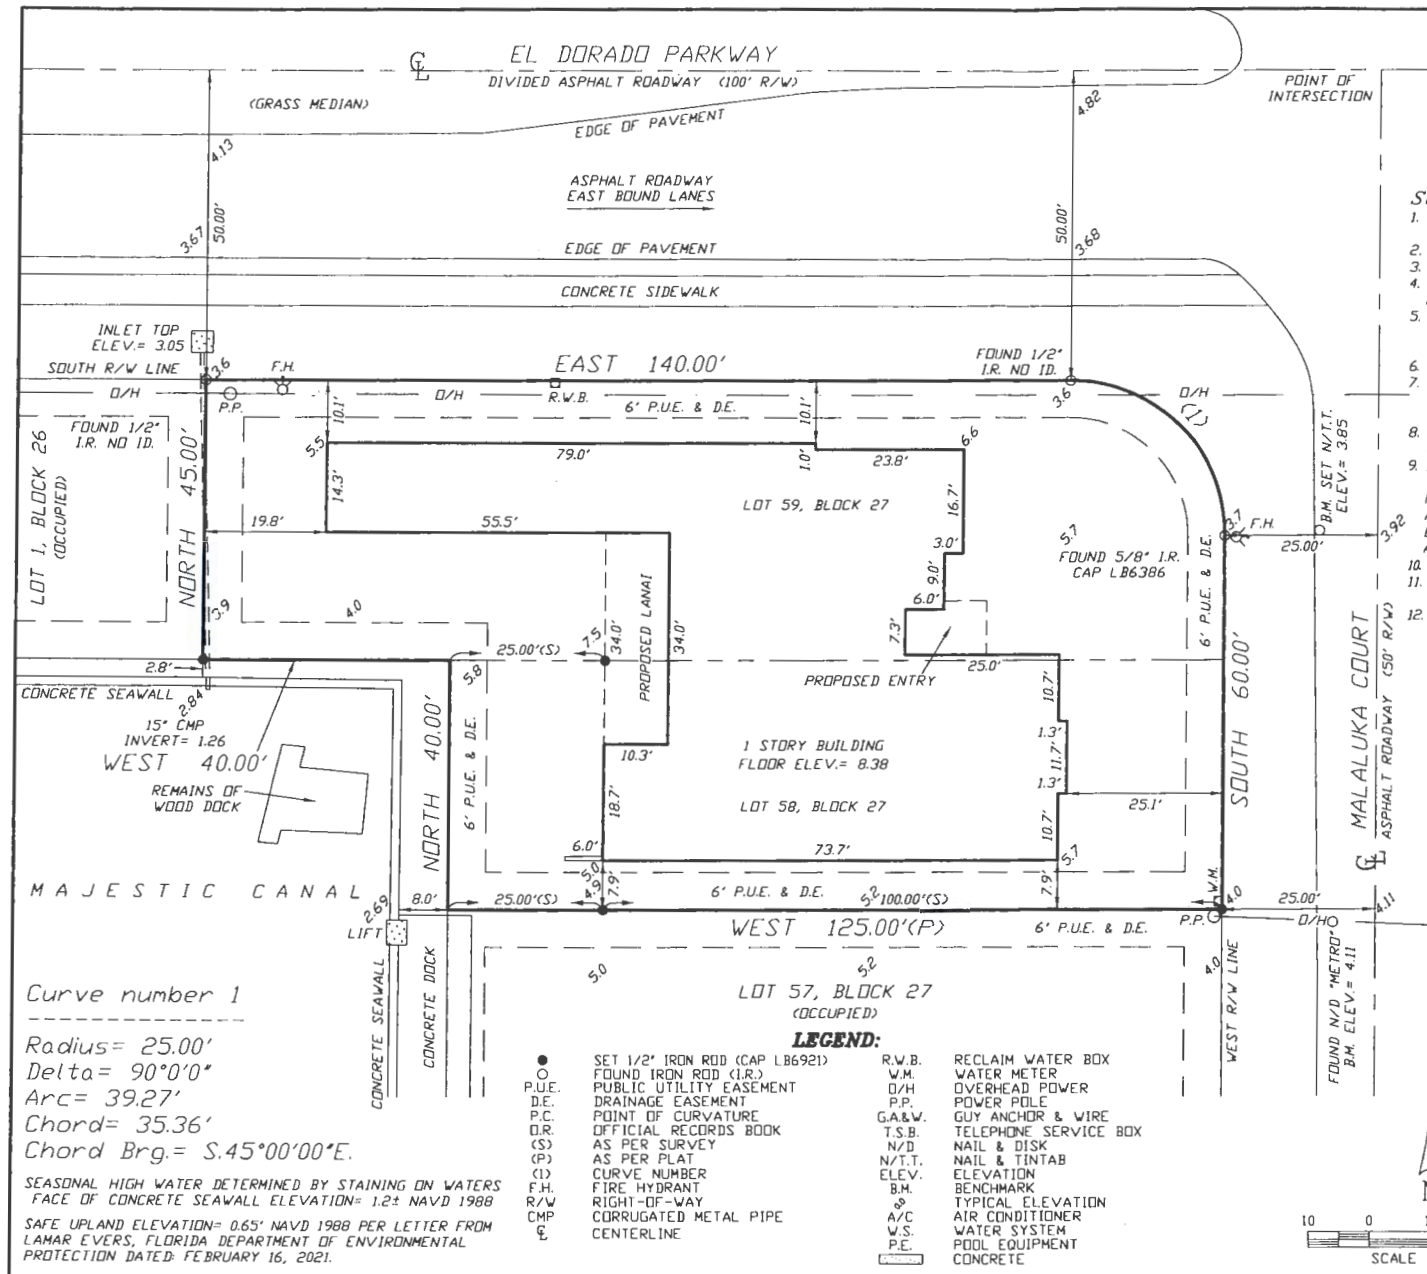 EL DORADO PARKWAY
DIVIDED ASPHALT ROADWAY (100' R/W)
(GRASS MEDIAN)
EDGE OF PAVEMENT
POINT OF
INTERSECTION
4.82
4.13
ASPHALT ROADWAY
EAST BOUND LANES
3.67
50.00'
50.00'
3.68
EDGE OF PAVEMENT
CONCRETE SIDEWALK
1.
2.
3.
4.
5.
6.
7.
8.
9.
10.
11.
12.
INLET TOP
ELEV.= 3.05
SOUTH R/W LINE
3.6
F.H.
EAST 140.00'
FOUND 1/2"
I.R. NO ID.
3.6
O/H
P.P.
O/H
R.W.B.
6' P.U.E. & D.E.
O/H
(1)
FOUND 1/2"
I.R. NO ID.
LOT 1, BLOCK 26
(OCCUPIED)
NORTH 45.00'
10.1'
10.1'
5.5
79.0'
1.0'
23.8'
6.6
14.3'
16.7'
LOT 59, BLOCK 27
B.M. SET N/T.T.
ELEV.= 3.85
19.8'
55.5'
3.0'
5.7
3.7
F.H.
25.00'
3.92
FOUND 5/8" I.R.
CAP LB6386
6' P.U.E. & D.E.
9.0'
6.0'
7.3'
3.9
4.0
PROPOSED LANAI
34.0'
34.0'
7.5
25.00'(S)
5.8
25.0'
PROPOSED ENTRY
2.8'
CONCRETE SEAWALL
2.84
15" CMP
INVERT= 1.26
WEST 40.00'
REMAINS OF
WOOD DOCK
NORTH 40.00'
6' P.U.E. & D.E.
10.3'
18.7'
1 STORY BUILDING
FLOOR ELEV.= 8.38
LOT 58, BLOCK 27
10.7'
1.3'
11.7'
1.3'
10.7'
25.1'
SOUTH 60.00'
MALALUKA COURT
ASPHALT ROADWAY (50' R/W)
6.0'
73.7'
5.7
5.0
4.9
7.9'
7.9'
MAJESTIC CANAL
2.69
LIFT
8.0'
25.00'(S)
6' P.U.E. & D.E.
5.2
100.00'(S)
W.M.
4.0
25.00'
4.11
WEST 125.00'(P)
6' P.U.E. & D.E.
P.P.
O/H
CONCRETE SEAWALL
CONCRETE DOCK
5.0
5.2
4.0
LOT 57, BLOCK 27
(OCCUPIED)
WEST R/W LINE
FOUND N/D "METRO"
B.M. ELEV.= 4.11
Curve number 1
Radius= 25.00'
Delta= 90°0'0"
Arc= 39.27'
Chord= 35.36'
Chord Brg.= S.45°00'00"E.
SEASONAL HIGH WATER DETERMINED BY STAINING ON WATERS
FACE OF CONCRETE SEAWALL ELEVATION= 1.2± NAVD 1988
SAFE UPLAND ELEVATION= 0.65' NAVD 1988 PER LETTER FROM
LAMAR EVERS, FLORIDA DEPARTMENT OF ENVIRONMENTAL
PROTECTION DATED: FEBRUARY 16, 2021.
LEGEND:
SET 1/2" IRON ROD (CAP LB6921)
FOUND IRON ROD (I.R.)
P.U.E. PUBLIC UTILITY EASEMENT
D.E. DRAINAGE EASEMENT
P.C. POINT OF CURVATURE
O.R. OFFICIAL RECORDS BOOK
(S) AS PER SURVEY
(P) AS PER PLAT
(1) CURVE NUMBER
F.H. FIRE HYDRANT
R/W RIGHT-OF-WAY
CMP CORRUGATED METAL PIPE
CENTERLINE
R.W.B. RECLAIM WATER BOX
W.M. WATER METER
O/H OVERHEAD POWER
P.P. POWER POLE
G.A.&W. GUY ANCHOR & WIRE
T.S.B. TELEPHONE SERVICE BOX
N/D NAIL & DISK
N/T.T. NAIL & TINTAB
ELEV. ELEVATION
B.M. BENCHMARK
TYPICAL ELEVATION
A/C AIR CONDITIONER
W.S. WATER SYSTEM
P.E. POOL EQUIPMENT
CONCRETE
10 0
SCALE